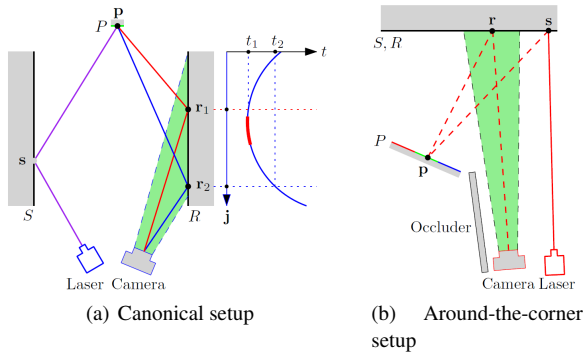 p
P
t₁ t₂ t
r₁
s
r₂
S
R
j
Laser Camera
(a) Canonical setup
r s
S, R
P
p
Occluder
Camera Laser
(b) Around-the-corner
setup